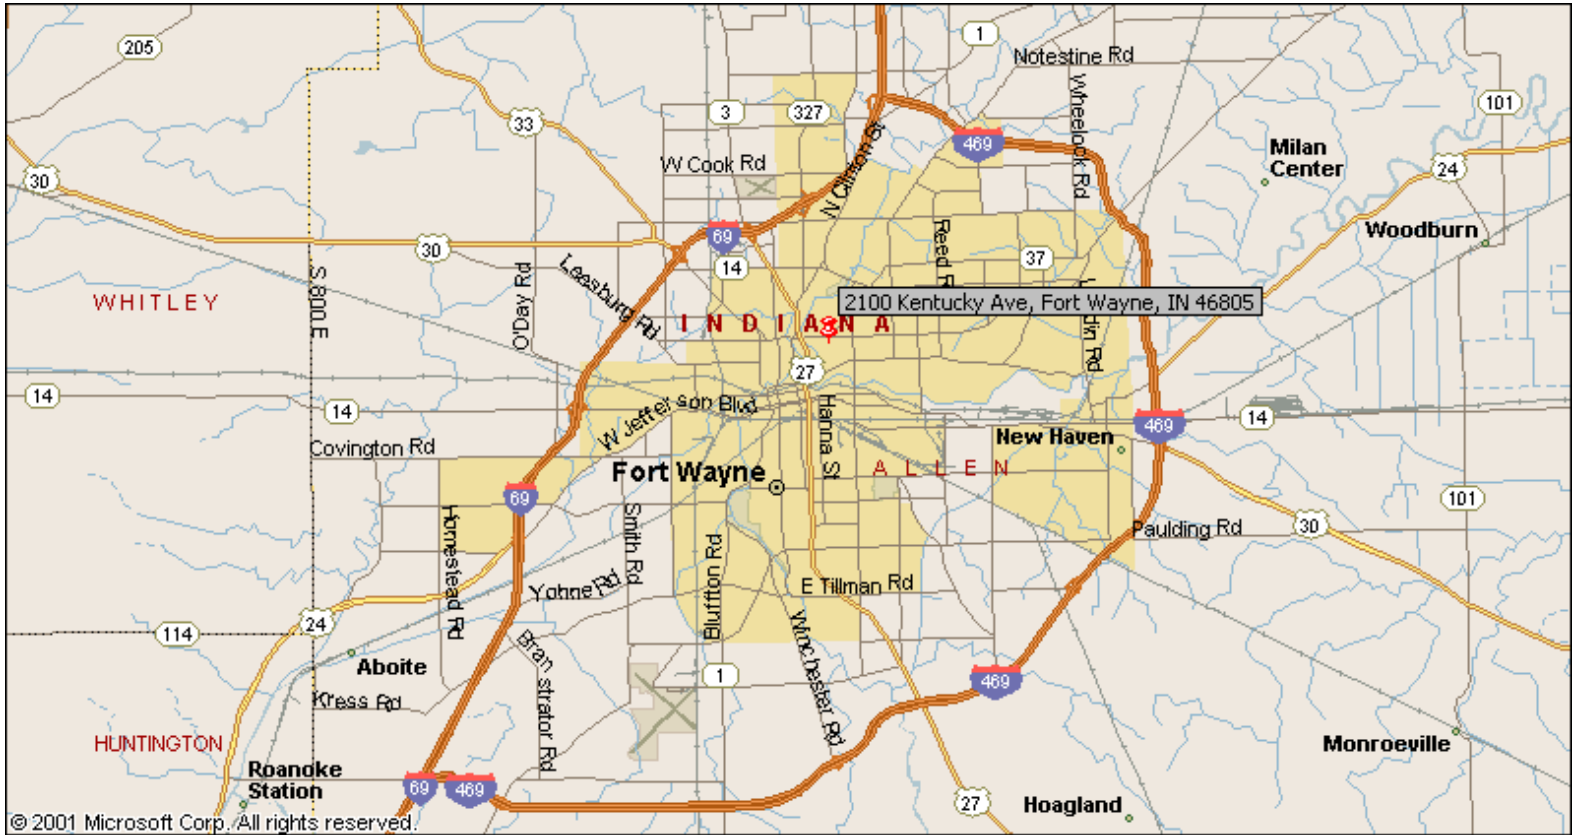 205
1
Notestine Rd
33
3
327
Wheelock Rd
101
469
N Clinton St
Milan
Center
W Cook Rd
24
30
69
Woodburn
30
14
Reed R
37
S 800 E
O'Day Rd
Leesburg Rd
WHITLEY
2100 Kentucky Ave, Fort Wayne, IN 46805
INDIANA
din Rd
27
14
14
W Jefferson Blvd
Hanna St
14
469
Covington Rd
New Haven
Fort Wayne
ALLEN
69
101
Homestead Rd
Smith Rd
Bluffton Rd
Paulding Rd
30
Yohne Rd
E Tillman Rd
24
114
Winchester Rd
Branstrator Rd
Aboite
1
469
Kress Rd
HUNTINGTON
Monroeville
Roanoke
Station
69
469
27
Hoagland
© 2001 Microsoft Corp. All rights reserved.